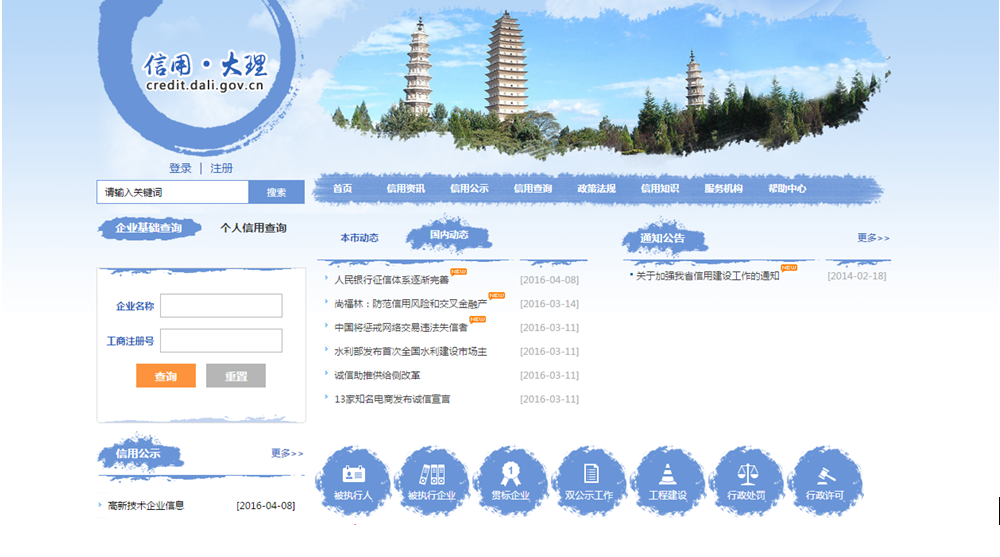 信用·大理
credit.dali.gov.cn
登录 | 注册
请输入关键词 搜索
首页 信用资讯 信用公示 信用查询 政策法规 信用知识 服务机构 帮助中心
企业基础查询 个人信用查询
企业名称
工商注册号
查询 重置
本市动态 国内动态
人民银行征信体系逐渐完善 NEW [2016-04-08]
尚福林：防范信用风险和交叉金融产 NEW [2016-03-14]
中国将惩戒网络交易违法失信者 NEW [2016-03-11]
水利部发布首次全国水利建设市场主 [2016-03-11]
诚信助推供给侧改革 [2016-03-11]
13家知名电商发布诚信宣言 [2016-03-11]
通知公告 更多>>
关于加强我省信用建设工作的通知 NEW [2014-02-18]
信用公示 更多>>
高新技术企业信息 [2016-04-08]
被执行人 被执行企业 1 贯标企业 双公示工作 工程建设 行政处罚 行政许可